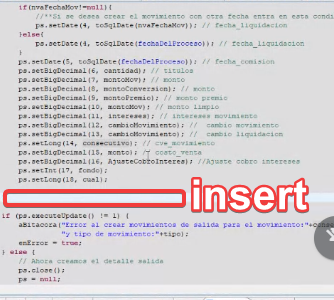 if(nvaFechaMov!=null){
//**Si se desea crear el movimiento con otra fecha entra en esta cond
ps.setDate(4, toSqlDate(nvaFechaMov)); // fecha_liquidacion
}else{
ps.setDate(4, toSqlDate(fechaDelProceso)); // fecha_liquidacion
}
ps.setDate(5, toSqlDate(fechaDelProceso)); // fecha_comision
ps.setBigDecimal(6, cantidad); // titulos
ps.setBigDecimal(7, montoMov); // monto
ps.setBigDecimal(8, montoConversion); // monto
ps.setBigDecimal(9, montoPremio); // monto premio
ps.setBigDecimal(10, montoMov); // monto limpio
ps.setBigDecimal(11, intereses); // intereses movimiento
ps.setBigDecimal(12, cambioMovimiento); // cambio movimiento
ps.setBigDecimal(13, cambioMovimiento); // cambio liquidacion
ps.setLong(14, consecutivo); // cve_movimiento
ps.setBigDecimal(15, monto); // costo_venta
ps.setBigDecimal(16, AjusteCobroInteres); //Ajuste cobro intereses
ps.setInt(17, fondo);
ps.setLong(18, cual);
insert
if (ps.executeUpdate() != 1) {
aBitacora("Error al crear movimientos de salida para el movimiento:"+conse
"y tipo de movimiento:"+tipo);
enError = true;
} else {
// Ahora creamos el detalle salida
ps.close();
ps = null;